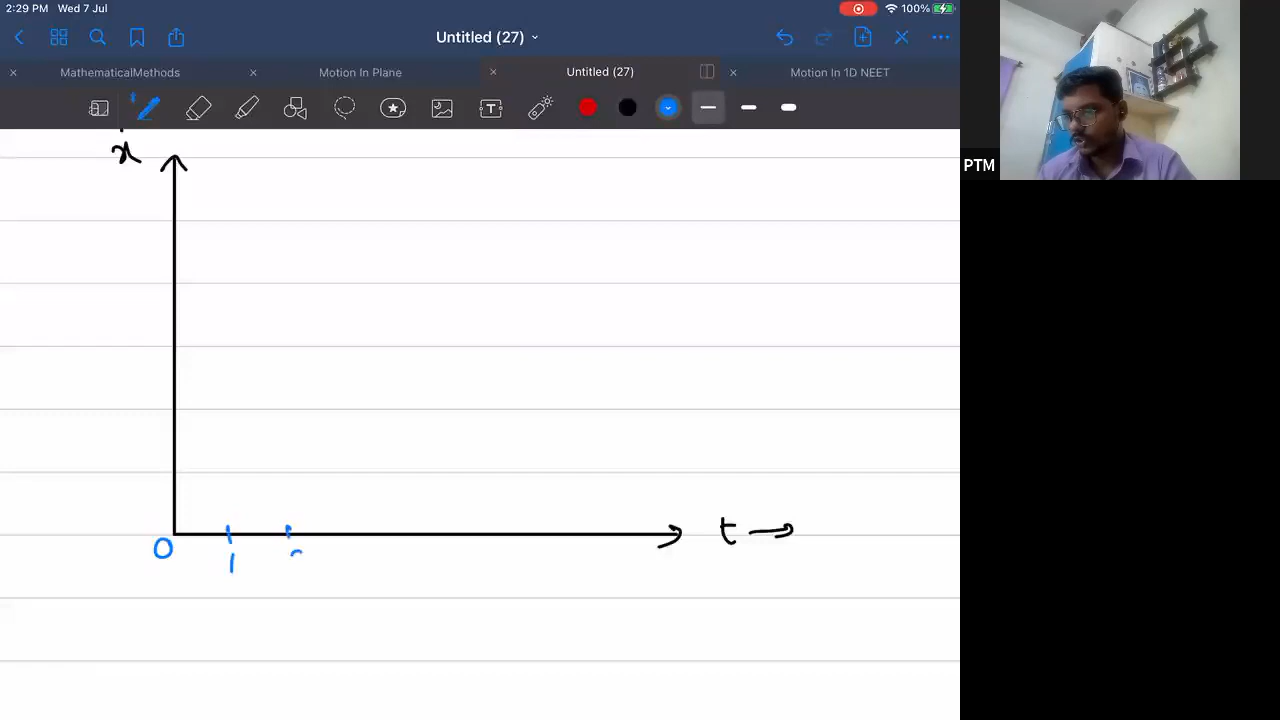 2:29 PM Wed 7 Jul 100%
Untitled (27)
MathematicalMethods Motion In Plane Untitled (27) Motion In 1D NEET
T
x
PTM
t →
0
1